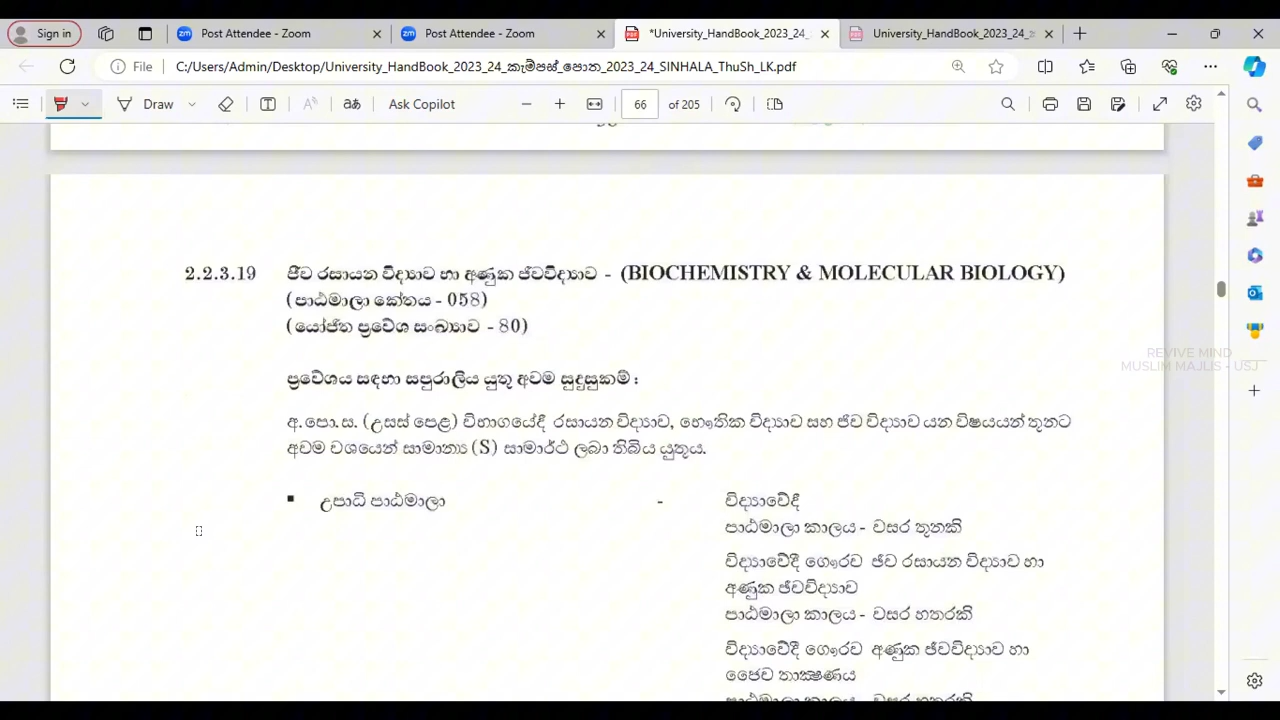 Sign in
Post Attendee - Zoom
Post Attendee - Zoom
*University_HandBook_2023_24_
University_HandBook_2023_24_
File
C:/Users/Admin/Desktop/University_HandBook_2023_24_කැම්පස්_පොත_2023_24_SINHALA_ThuSh_LK.pdf
Draw
Ask Copilot
66 of 205
2.2.3.19 ජීව රසායන විද්‍යාව හා අණුක ජීවවිද්‍යාව - (BIOCHEMISTRY & MOLECULAR BIOLOGY)
(පාඨමාලා කේතය - 058)
(යෝජිත ප්‍රවේශ සංඛ්‍යාව - 80)
ප්‍රවේශය සඳහා සපුරාලිය යුතු අවම සුදුසුකම් :
අ.පො.ස. (උසස් පෙළ) විභාගයේදී රසායන විද්‍යාව, භෞතික විද්‍යාව සහ ජීව විද්‍යාව යන විෂයයන් තුනට
අවම වශයෙන් සාමාන්‍ය (S) සාමාර්ථ ලබා තිබිය යුතුය.
▪ උපාධි පාඨමාලා - විද්‍යාවේදී
පාඨමාලා කාලය - වසර තුනකි
විද්‍යාවේදී ගෞරව ජීව රසායන විද්‍යාව හා
අණුක ජීවවිද්‍යාව
පාඨමාලා කාලය - වසර හතරකි
විද්‍යාවේදී ගෞරව අණුක ජීවවිද්‍යාව හා
ජෛව තාක්ෂණය
පාඨමාලා කාලය - වසර හතරකි
REVIVE MIND
MUSLIM MAJLIS - USJ